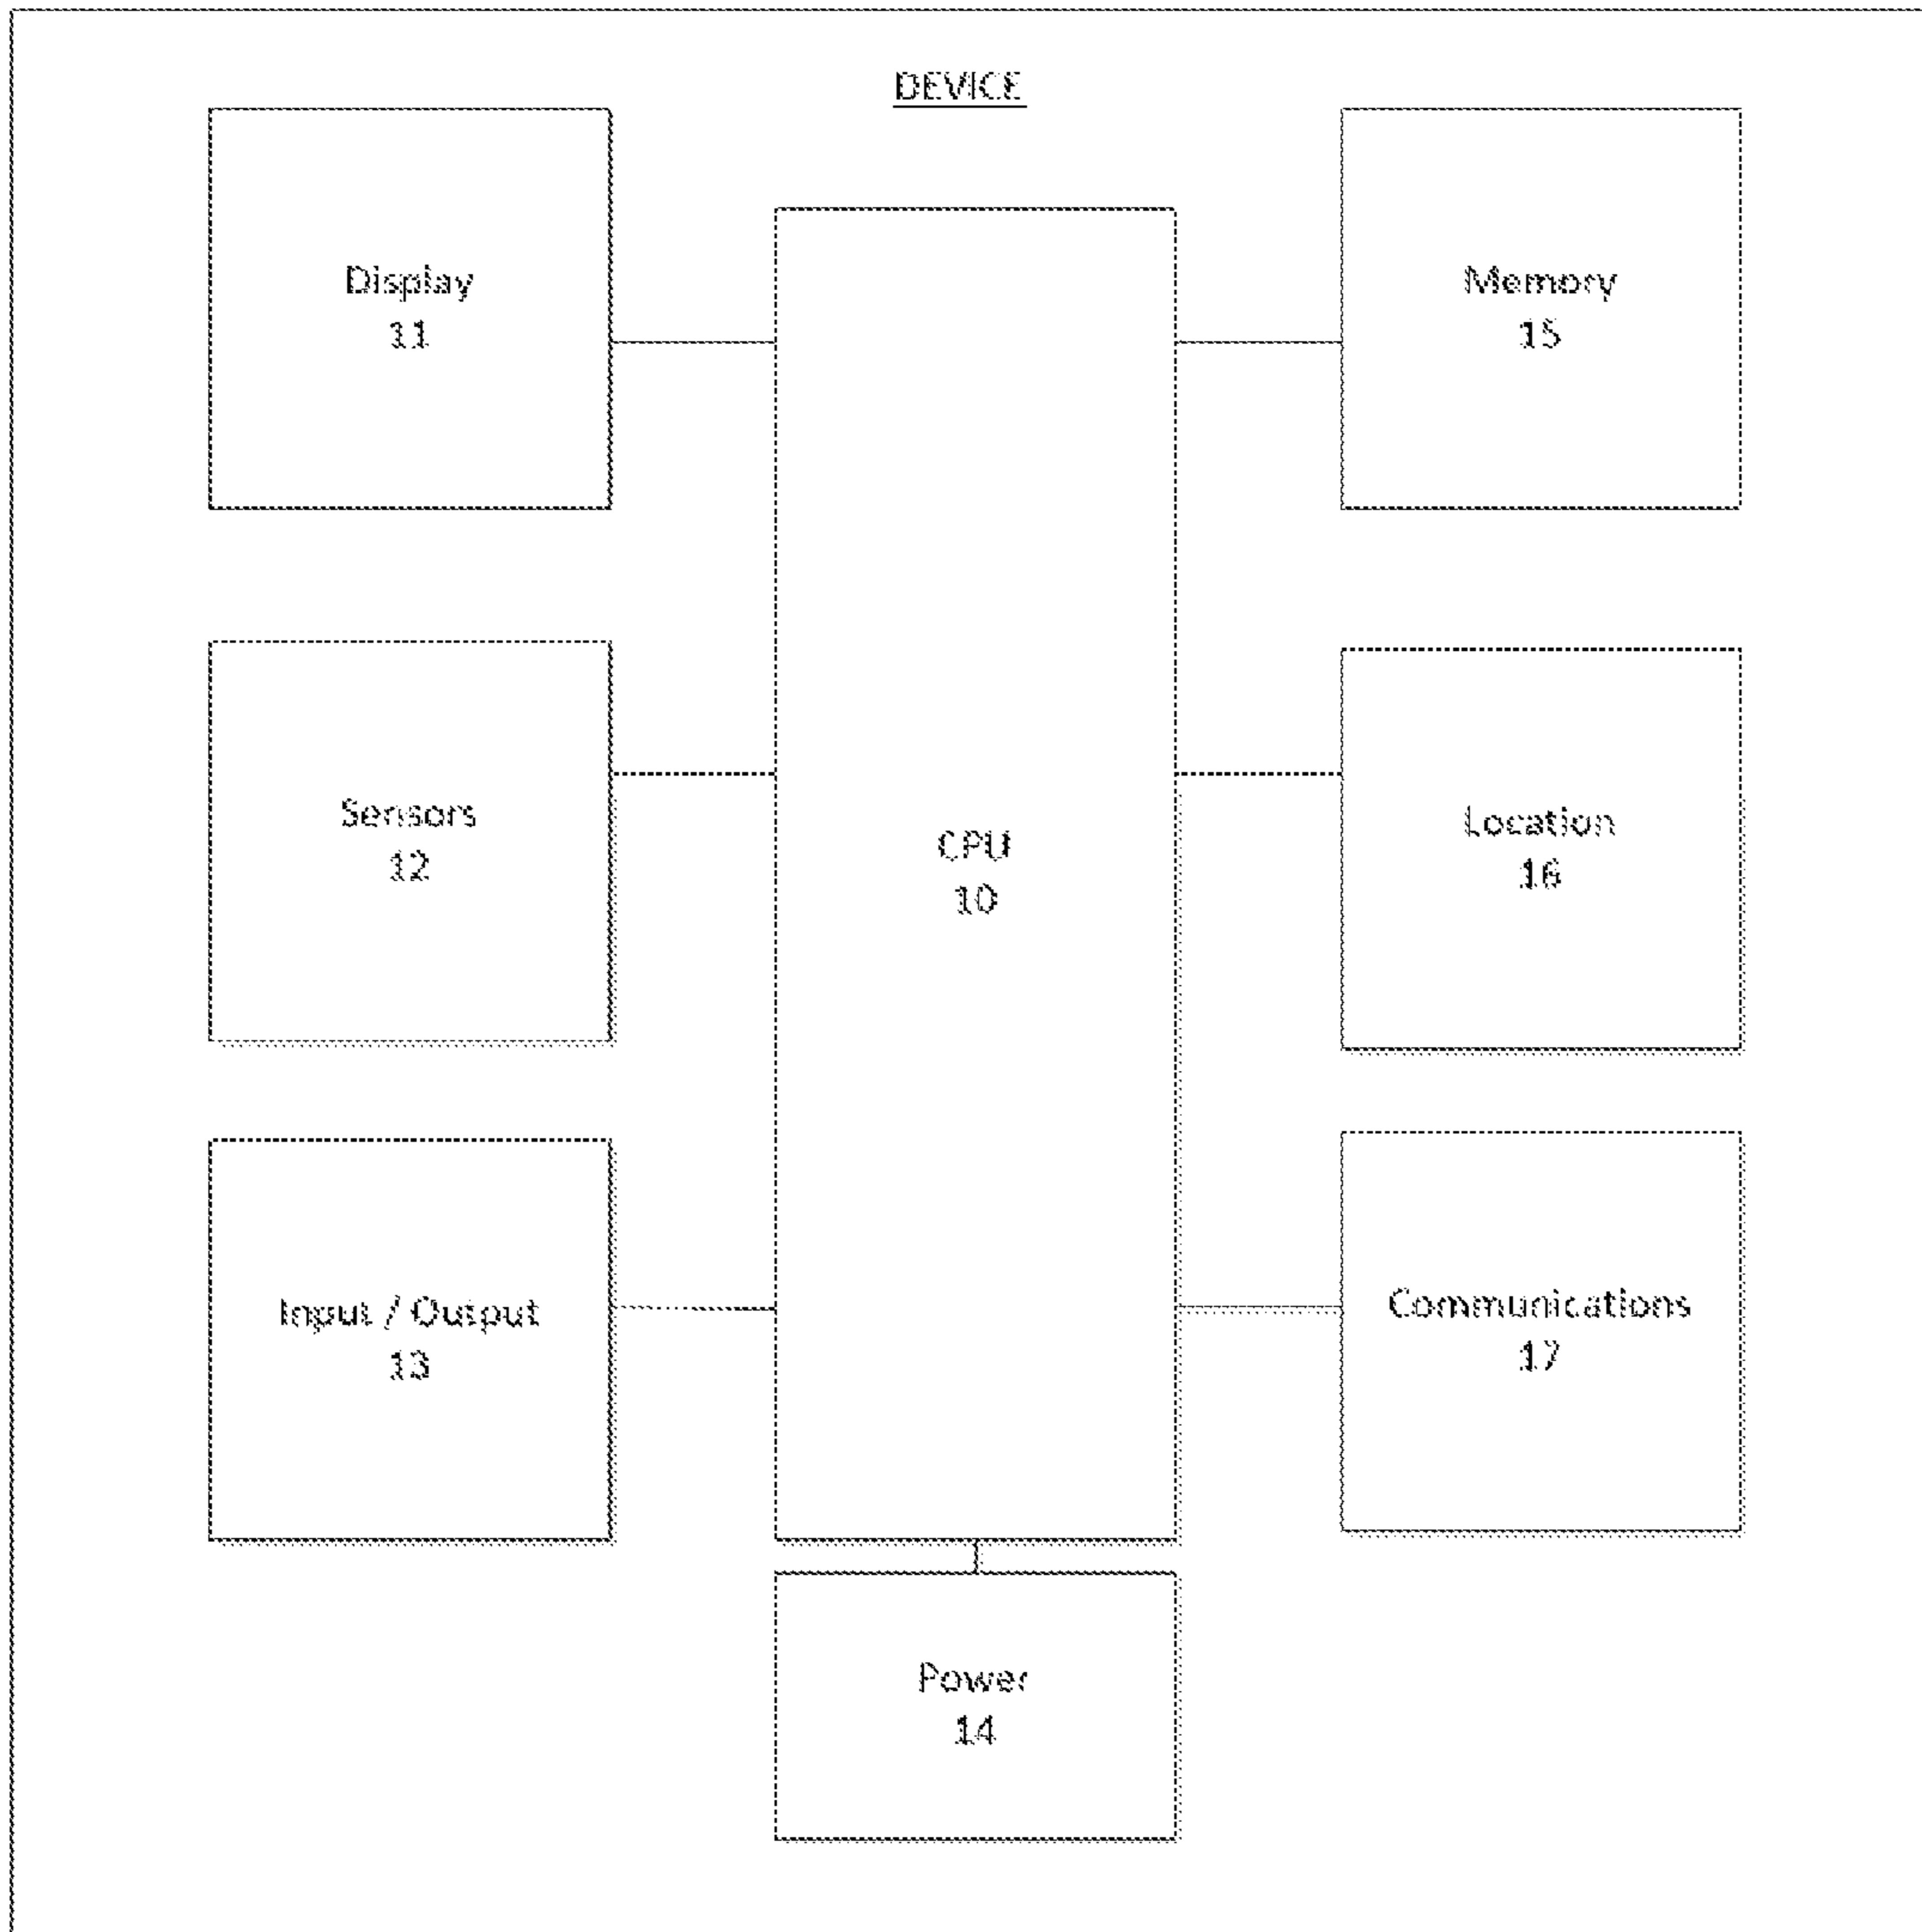 DEVICE
Display
11
Sensors
12
Input / Output
13
CPU
10
Power
14
Memory
15
Location
16
Communications
17